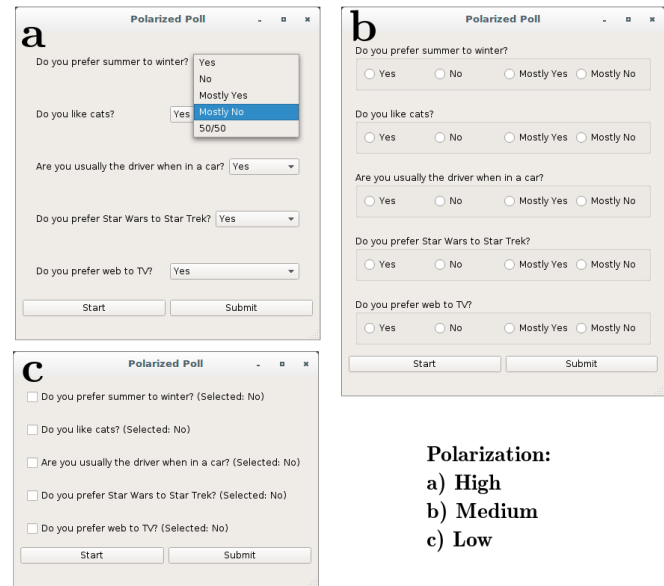 a
Polarized Poll
Do you prefer summer to winter?
Yes
No
Mostly Yes
Mostly No
50/50
Do you like cats? Yes
Are you usually the driver when in a car? Yes
Do you prefer Star Wars to Star Trek? Yes
Do you prefer web to TV? Yes
Start Submit
b
Polarized Poll
Do you prefer summer to winter?
Yes No Mostly Yes Mostly No
Do you like cats?
Yes No Mostly Yes Mostly No
Are you usually the driver when in a car?
Yes No Mostly Yes Mostly No
Do you prefer Star Wars to Star Trek?
Yes No Mostly Yes Mostly No
Do you prefer web to TV?
Yes No Mostly Yes Mostly No
Start Submit
c
Polarized Poll
Do you prefer summer to winter? (Selected: No)
Do you like cats? (Selected: No)
Are you usually the driver when in a car? (Selected: No)
Do you prefer Star Wars to Star Trek? (Selected: No)
Do you prefer web to TV? (Selected: No)
Start Submit
Polarization:
a) High
b) Medium
c) Low